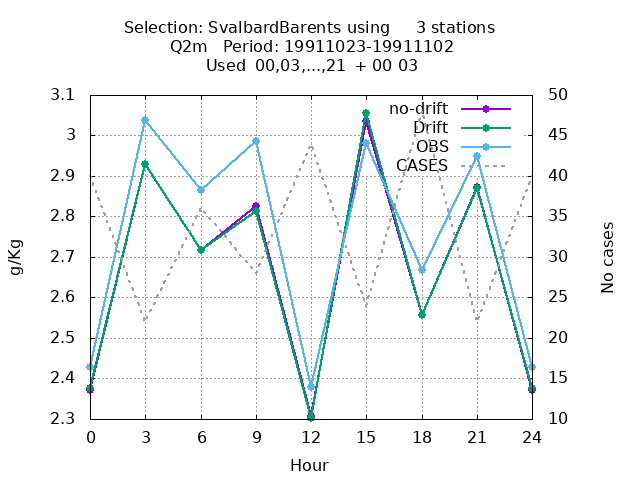 Selection: SvalbardBarents using 3 stations
Q2m Period: 19911023-19911102
Used 00,03,...,21 + 00 03
no-drift
Drift
OBS
CASES
3.1
3
2.9
2.8
2.7
2.6
2.5
2.4
2.3
50
45
40
35
30
25
20
15
10
g/Kg
No cases
0 3 6 9 12 15 18 21 24
Hour